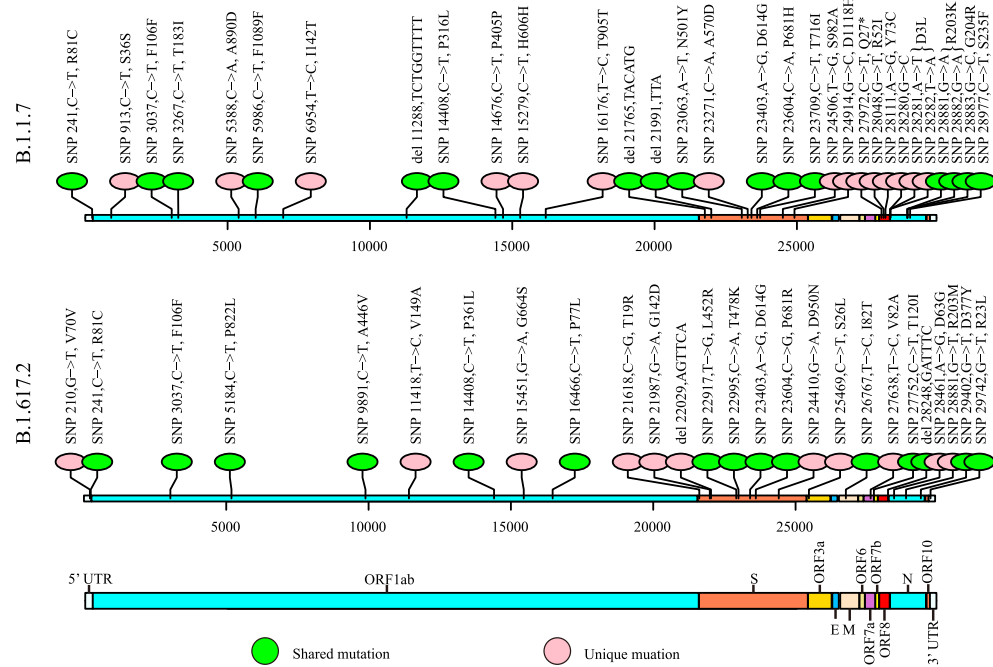 B.1.1.7
SNP 241,C->T, R81C
SNP 913,C->T, S36S
SNP 3037,C->T, F106F
SNP 3267,C->T, T183I
SNP 5388,C->A, A890D
SNP 5986,C->T, F1089F
SNP 6954,T->C, I142T
del 11288,TCTGGTTTT
SNP 14408,C->T, P316L
SNP 14676,C->T, P405P
SNP 15279,C->T, H606H
SNP 16176,T->C, T905T
del 21765,TACATG
del 21991,TTA
SNP 23063,A->T, N501Y
SNP 23271,C->A, A570D
SNP 23403,A->G, D614G
SNP 23604,C->A, P681H
SNP 23709,C->T, T716I
SNP 24506,T->G, S982A
SNP 24914,G->C, D1118H
SNP 27972,C->T, Q27*
SNP 28048,G->T, R52I
SNP 28111,A->G, Y73C
SNP 28280,G->C
SNP 28281,A->T
SNP 28282,T->A
}D3L
SNP 28881,G->A
SNP 28882,G->A
}R203K
SNP 28883,G->C, G204R
SNP 28977,C->T, S235F
5000
10000
15000
20000
25000
B.1.617.2
SNP 210,G->T, V70V
SNP 241,C->T, R81C
SNP 3037,C->T, F106F
SNP 5184,C->T, P822L
SNP 9891,C->T, A446V
SNP 11418,T->C, V149A
SNP 14408,C->T, P361L
SNP 15451,G->A, G664S
SNP 16466,C->T, P77L
SNP 21618,C->G, T19R
SNP 21987,G->A, G142D
del 22029,AGTTCA
SNP 22917,T->G, L452R
SNP 22995,C->A, T478K
SNP 23403,A->G, D614G
SNP 23604,C->G, P681R
SNP 24410,G->A, D950N
SNP 25469,C->T, S26L
SNP 26767,T->C, I82T
SNP 27638,T->C, V82A
SNP 27752,C->T, T120I
del 28248,GATTTC
SNP 28461,A->G, D63G
SNP 28881,G->T, R203M
SNP 29402,G->T, D377Y
SNP 29742,G->T, R23L
5000
10000
15000
20000
25000
5' UTR
ORF1ab
S
ORF3a
E
M
ORF6
ORF7a
ORF7b
ORF8
N
ORF10
3' UTR
Shared mutation
Unique muation